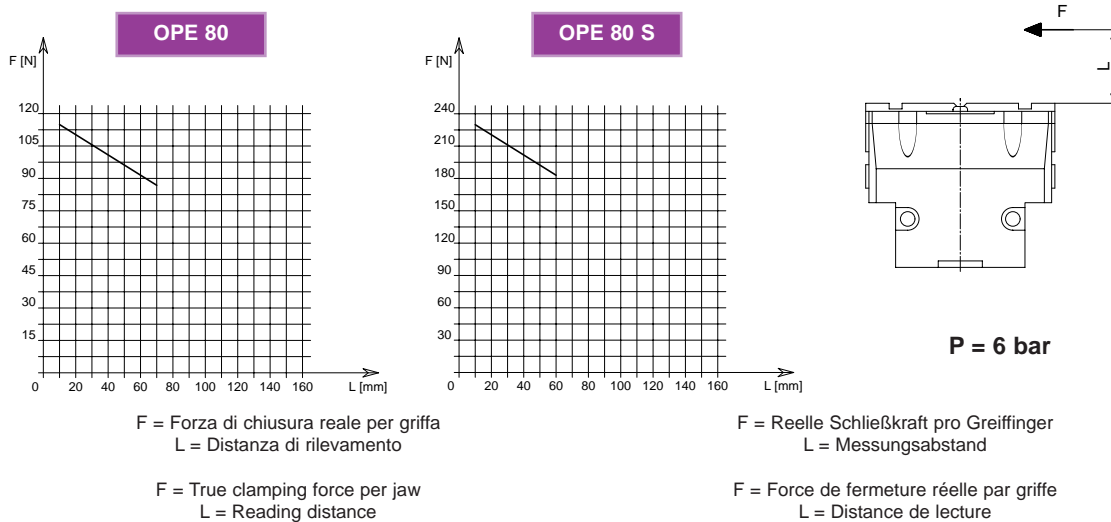 OPE 80
F [N]
120
105
90
75
60
45
30
15
0 20 40 60 80 100 120 140 160
L [mm]
OPE 80 S
F [N]
240
210
180
150
120
90
60
30
0 20 40 60 80 100 120 140 160
L [mm]
F
L
P = 6 bar
F = Forza di chiusura reale per griffa
L = Distanza di rilevamento
F = True clamping force per jaw
L = Reading distance
F = Reelle Schließkraft pro Greiffinger
L = Messungsabstand
F = Force de fermeture réelle par griffe
L = Distance de lecture